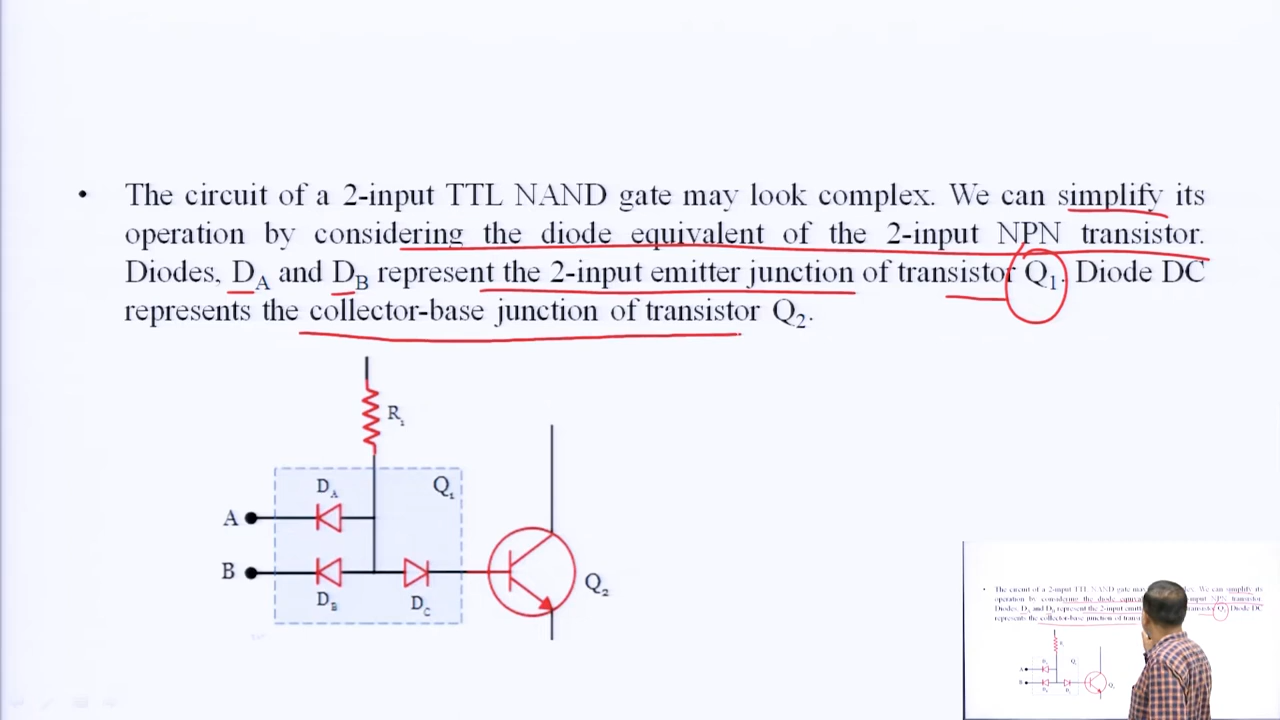 • The circuit of a 2-input TTL NAND gate may look complex. We can simplify its
operation by considering the diode equivalent of the 2-input NPN transistor.
Diodes, DA and DB represent the 2-input emitter junction of transistor Q1. Diode DC
represents the collector-base junction of transistor Q2.
R1
DA
Q1
A
B
DB
DC
Q2